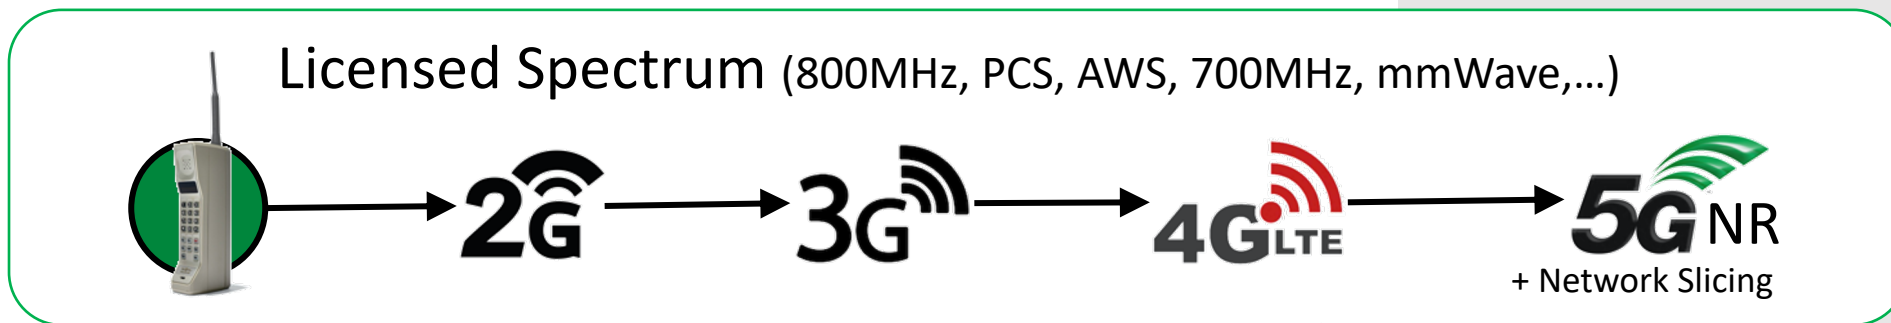 Licensed Spectrum (800MHz, PCS, AWS, 700MHz, mmWave,...)
2G
3G
4G LTE
5G NR
+ Network Slicing